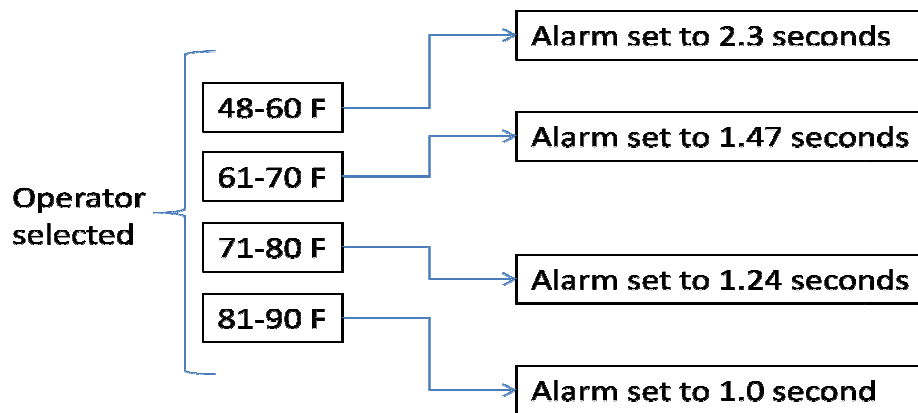 Operator
selected
48-60 F
61-70 F
71-80 F
81-90 F
Alarm set to 2.3 seconds
Alarm set to 1.47 seconds
Alarm set to 1.24 seconds
Alarm set to 1.0 second